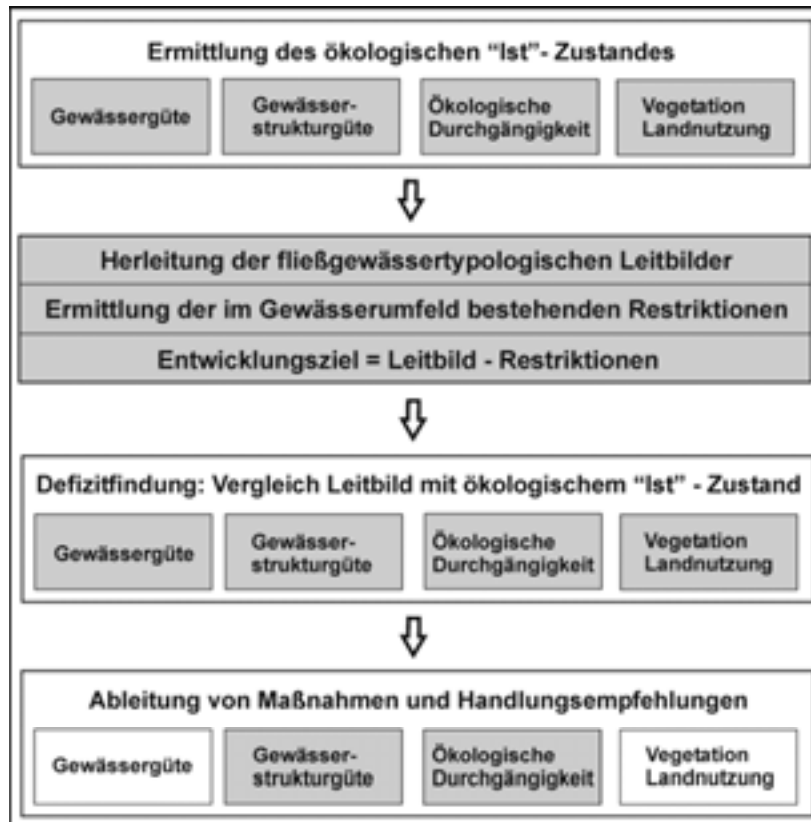 Ermittlung des ökologischen “Ist”- Zustandes
Gewässergüte
Gewässer-
strukturgüte
Ökologische
Durchgängigkeit
Vegetation
Landnutzung
Herleitung der fließgewässertypologischen Leitbilder
Ermittlung der im Gewässerumfeld bestehenden Restriktionen
Entwicklungsziel = Leitbild - Restriktionen
Defizitfindung: Vergleich Leitbild mit ökologischem “Ist” - Zustand
Gewässergüte
Gewässer-
strukturgüte
Ökologische
Durchgängigkeit
Vegetation
Landnutzung
Ableitung von Maßnahmen und Handlungsempfehlungen
Gewässergüte
Gewässer-
strukturgüte
Ökologische
Durchgängigkeit
Vegetation
Landnutzung